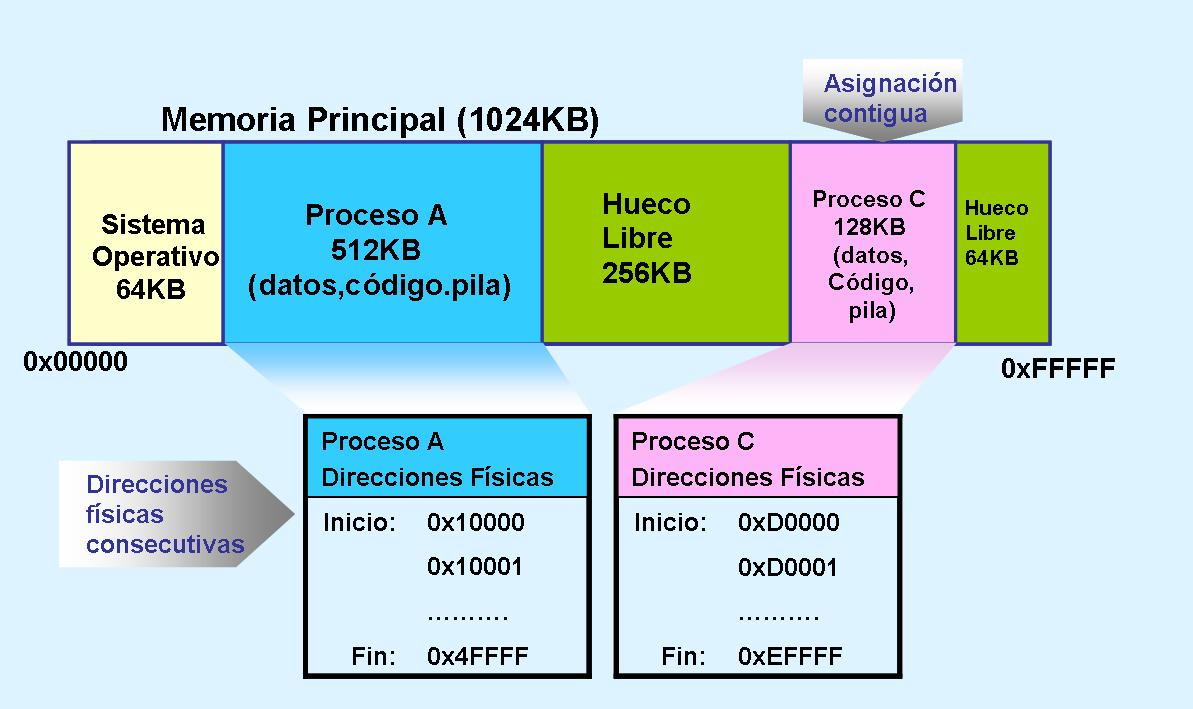 Asignación
contigua
Memoria Principal (1024KB)
Sistema
Operativo
64KB
Proceso A
512KB
(datos,código.pila)
Hueco
Libre
256KB
Proceso C
128KB
(datos,
Código,
pila)
Hueco
Libre
64KB
0x00000
0xFFFFF
Direcciones
físicas
consecutivas
Proceso A
Direcciones Físicas
Inicio: 0x10000
0x10001
……….
Fin: 0x4FFFF
Proceso C
Direcciones Físicas
Inicio: 0xD0000
0xD0001
……….
Fin: 0xEFFFF